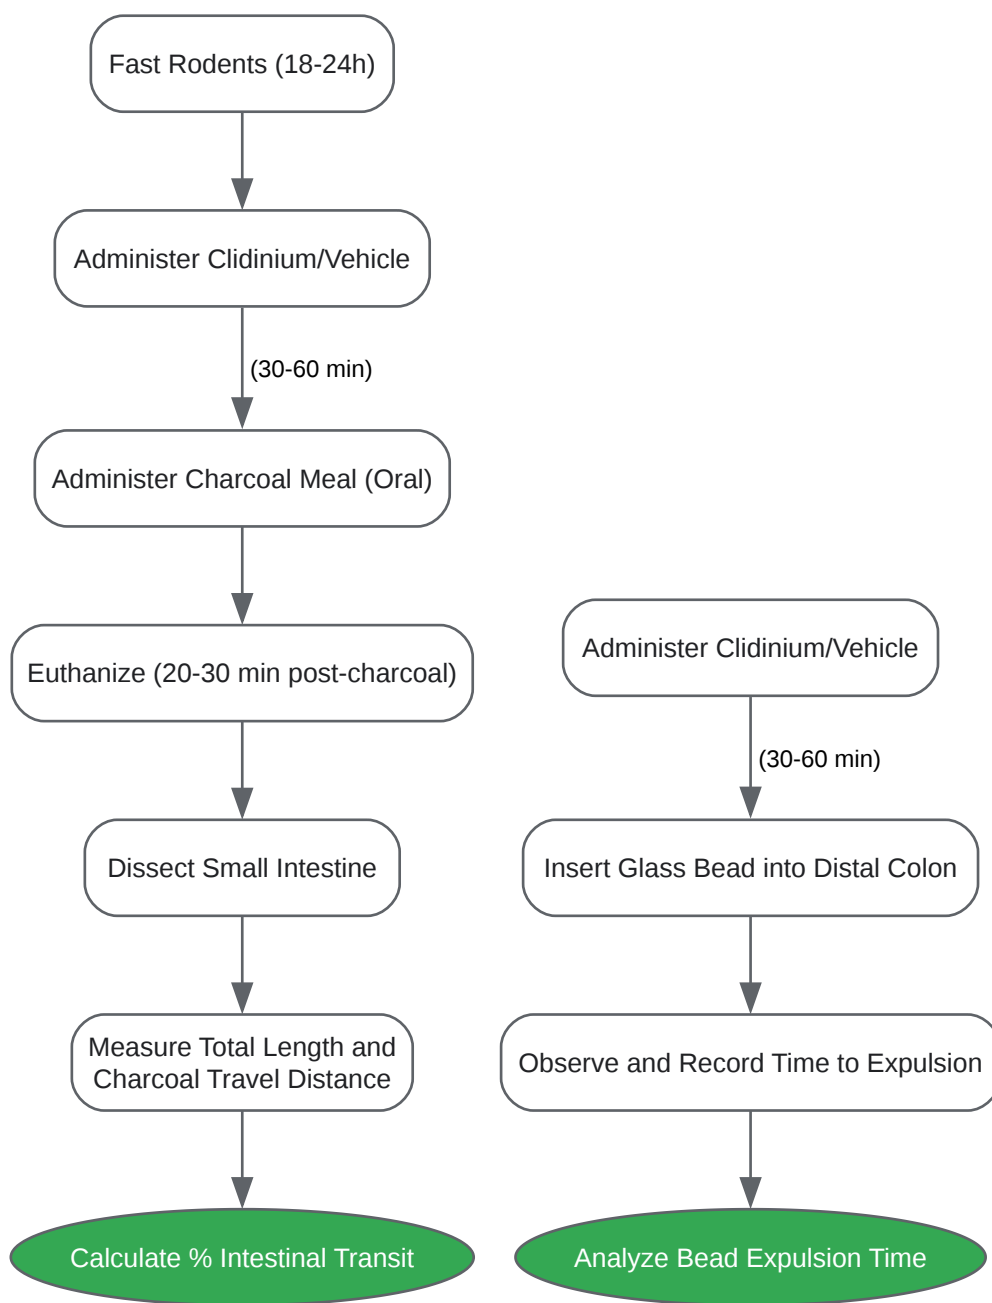 Fast Rodents (18-24h)
Administer Clidinium/Vehicle
(30-60 min)
Administer Charcoal Meal (Oral)
Euthanize (20-30 min post-charcoal)
Dissect Small Intestine
Measure Total Length and
Charcoal Travel Distance
Calculate % Intestinal Transit
Administer Clidinium/Vehicle
(30-60 min)
Insert Glass Bead into Distal Colon
Observe and Record Time to Expulsion
Analyze Bead Expulsion Time